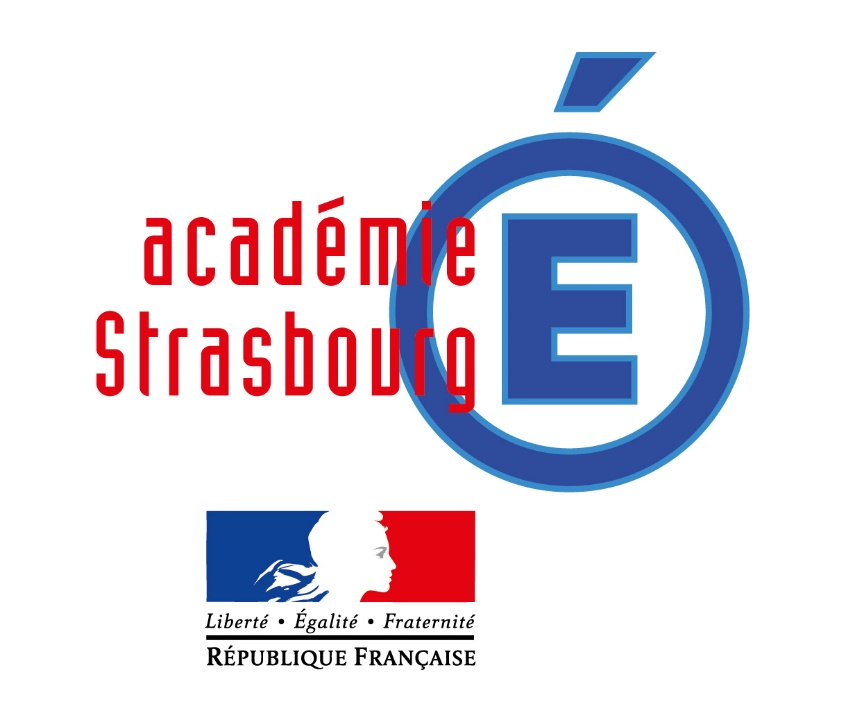 académie
Strasbourg
É
Liberté • Égalité • Fraternité
RÉPUBLIQUE FRANÇAISE